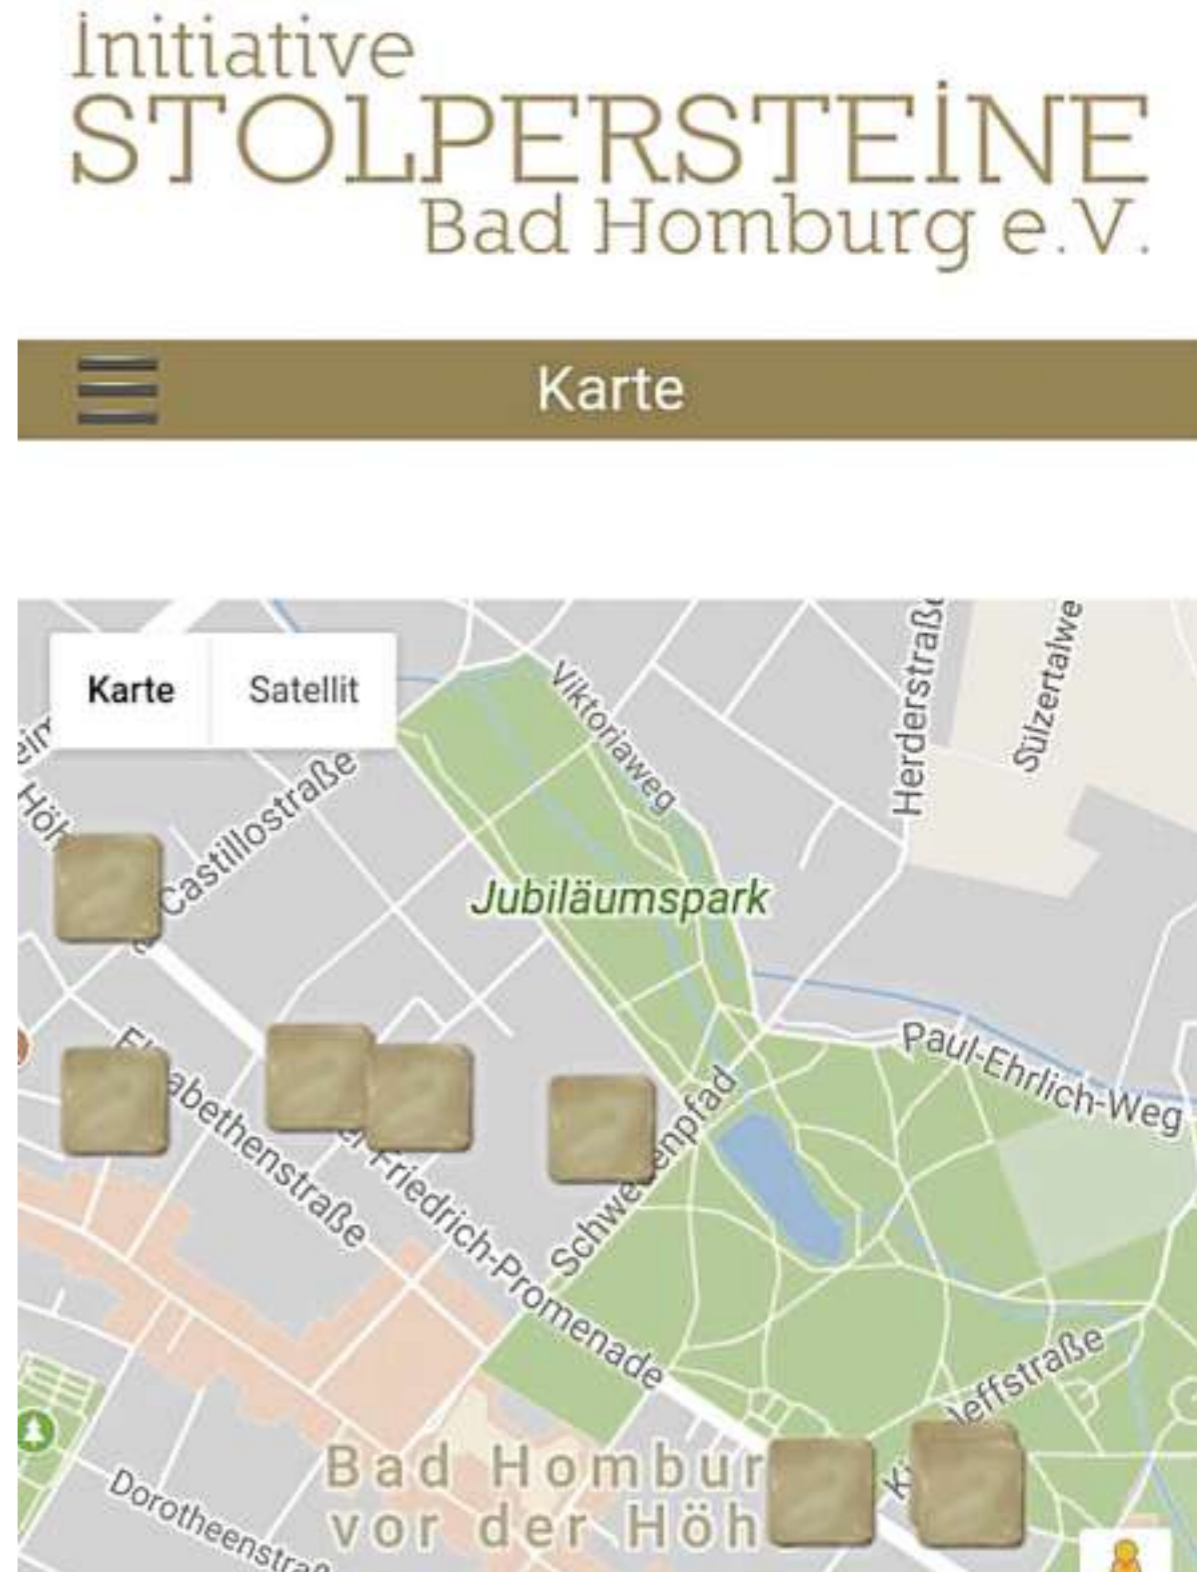 initiative
STOLPERSTEiNE
Bad Homburg e.V.
Karte
Karte
Satellit
Viktoriaweg
Herderstraße
Castillostraße
Jubiläumspark
Paul-Ehrlich-Weg
Friedrich-Promenade
Dorotheenstraß
Bad Hombur
vor der Höh